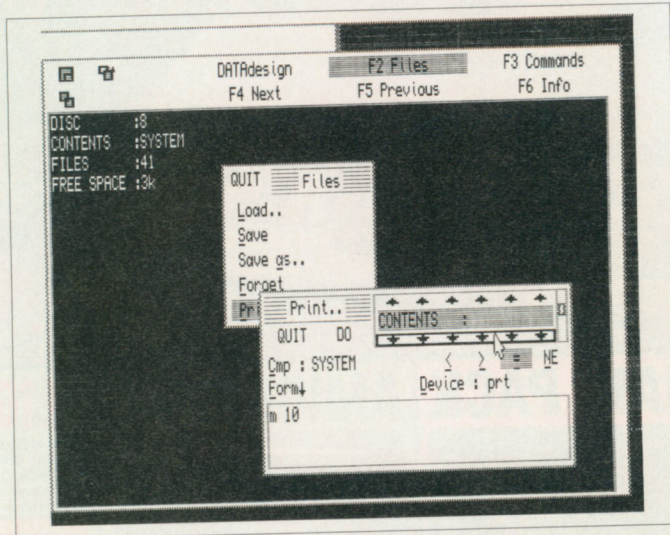 DATAdesign F2 Files F3 Commands
F4 Next F5 Previous F6 Info
DISC :8
CONTENTS :SYSTEM
FILES :41
FREE SPACE :3k
QUIT Files
Load..
Save
Save as..
Forget
Pri
Print.. CONTENTS :
QUIT DO
Cmp : SYSTEM < > = NE
Form↓ Device : prt
m 10